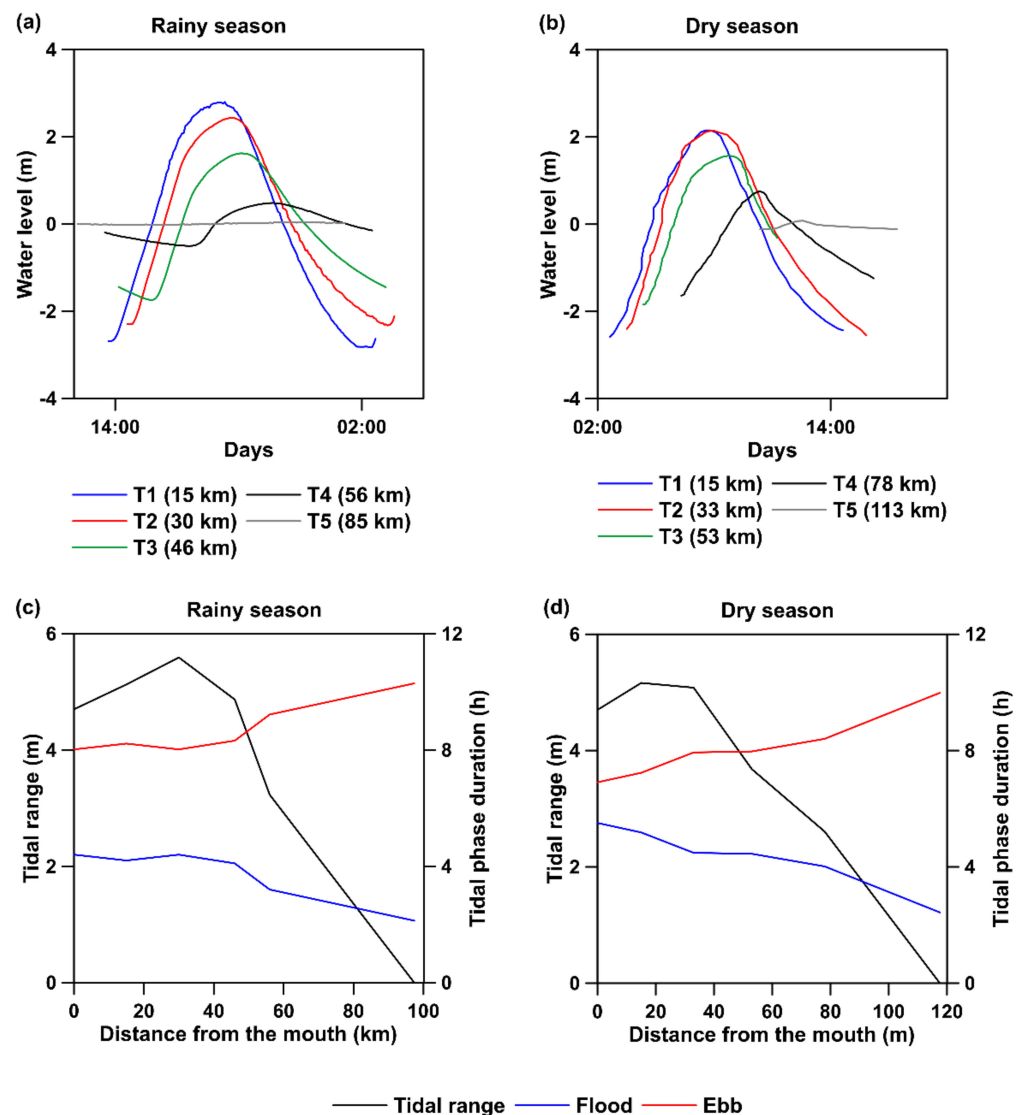 (a)
Rainy season
4
2
0
-2
-4
Water level (m)
14:00
02:00
Days
T1 (15 km)
T4 (56 km)
T2 (30 km)
T5 (85 km)
T3 (46 km)
(b)
Dry season
4
2
0
-2
-4
Water level (m)
02:00
14:00
Days
T1 (15 km)
T4 (78 km)
T2 (33 km)
T5 (113 km)
T3 (53 km)
(c)
Rainy season
6
4
2
0
Tidal range (m)
12
8
4
0
Tidal phase duration (h)
0
20
40
60
80
100
Distance from the mouth (km)
(d)
Dry season
6
4
2
0
Tidal range (m)
12
8
4
0
Tidal phase duration (h)
0
20
40
60
80
100
120
Distance from the mouth (m)
Tidal range
Flood
Ebb